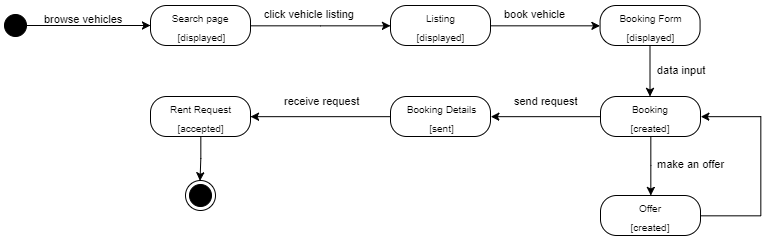 browse vehicles
Search page
[displayed]
click vehicle listing
Listing
[displayed]
book vehicle
Booking Form
[displayed]
data input
Rent Request
[accepted]
receive request
Booking Details
[sent]
send request
Booking
[created]
make an offer
Offer
[created]